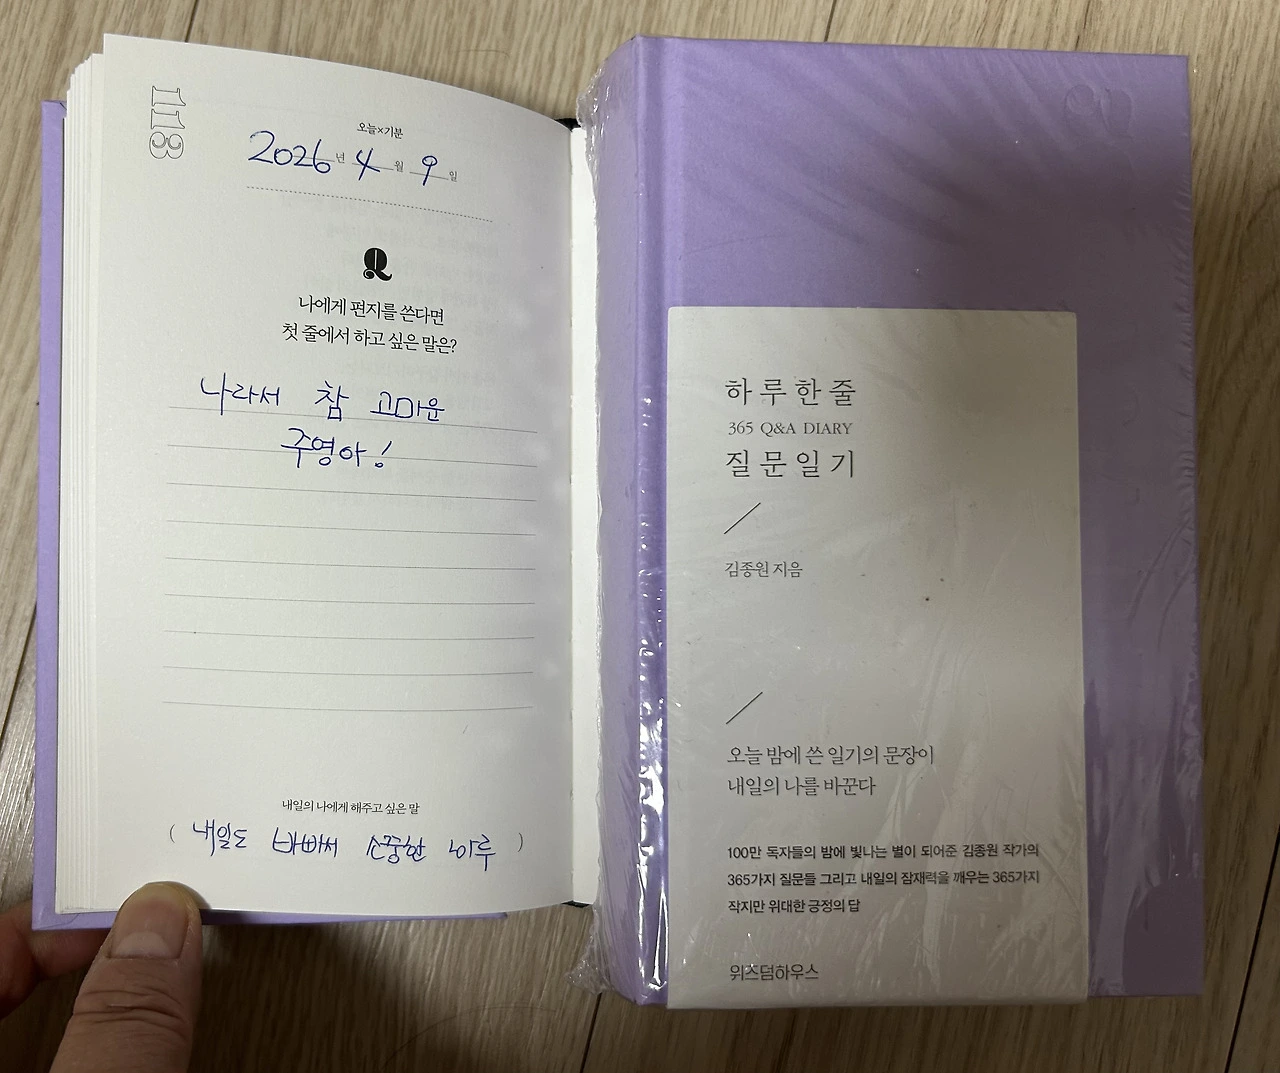 113
오늘×기분
2026년 4월 9일
Q
나에게 편지를 쓴다면
첫 줄에서 하고 싶은 말은?
나라서 참 고마운
주영아!
내일의 나에게 해주고 싶은 말
( 내일도 바빠서 소중한 하루 )
하루한줄
365 Q&A DIARY
질문일기
김종원 지음
오늘 밤에 쓴 일기의 문장이
내일의 나를 바꾼다
100만 독자들의 밤에 빛나는 별이 되어준 김종원 작가의
365가지 질문들 그리고 내일의 잠재력을 깨우는 365가지
작지만 위대한 긍정의 답
위즈덤하우스